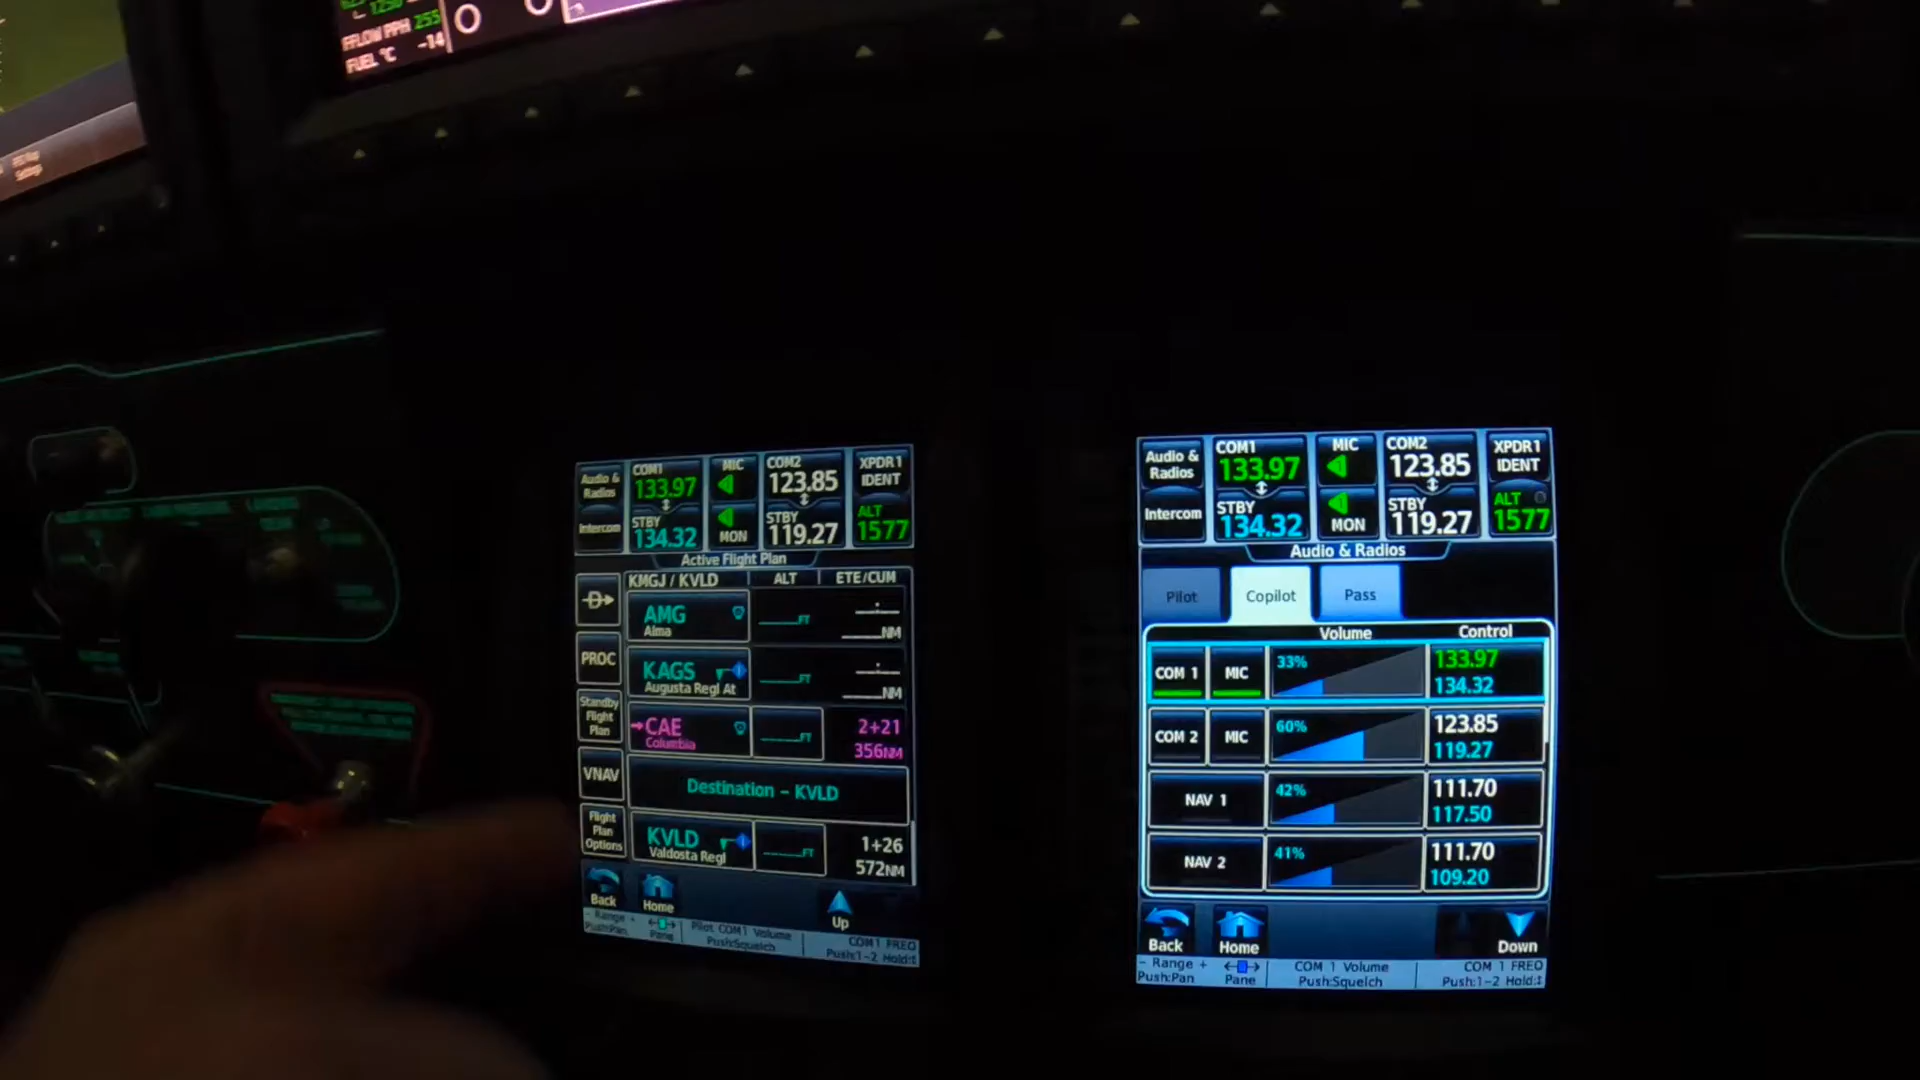 FFLOW PPH 255
FUEL °C -14
Settings
Audio & Radios
COM1
133.97
MIC
COM2
123.85
XPDR1
IDENT
Intercom
STBY
134.32
MON
STBY
119.27
ALT
1577
Active Flight Plan
KMGJ / KVLD
ALT
ETE/CUM
AMG
Alma
FT
NM
PROC
KAGS
Augusta Regl At
FT
NM
Standby Flight Plan
CAE
Columbia
FT
2+21
356NM
VNAV
Destination – KVLD
Flight Plan Options
KVLD
Valdosta Regl
FT
1+26
572NM
Back
Home
Up
- Range +
Push:Pan
Pane
Pilot COM1 Volume
Push:Squelch
COM1 FREQ
Push:1-2 Hold:↕
Audio & Radios
COM1
133.97
MIC
COM2
123.85
XPDR1
IDENT
Intercom
STBY
134.32
MON
STBY
119.27
ALT
1577
Audio & Radios
Pilot
Copilot
Pass
Volume
Control
COM 1
MIC
33%
133.97
134.32
COM 2
MIC
60%
123.85
119.27
NAV 1
42%
111.70
117.50
NAV 2
41%
111.70
109.20
Back
Home
Down
- Range +
Push:Pan
Pane
COM 1 Volume
Push:Squelch
COM 1 FREQ
Push:1-2 Hold:↕